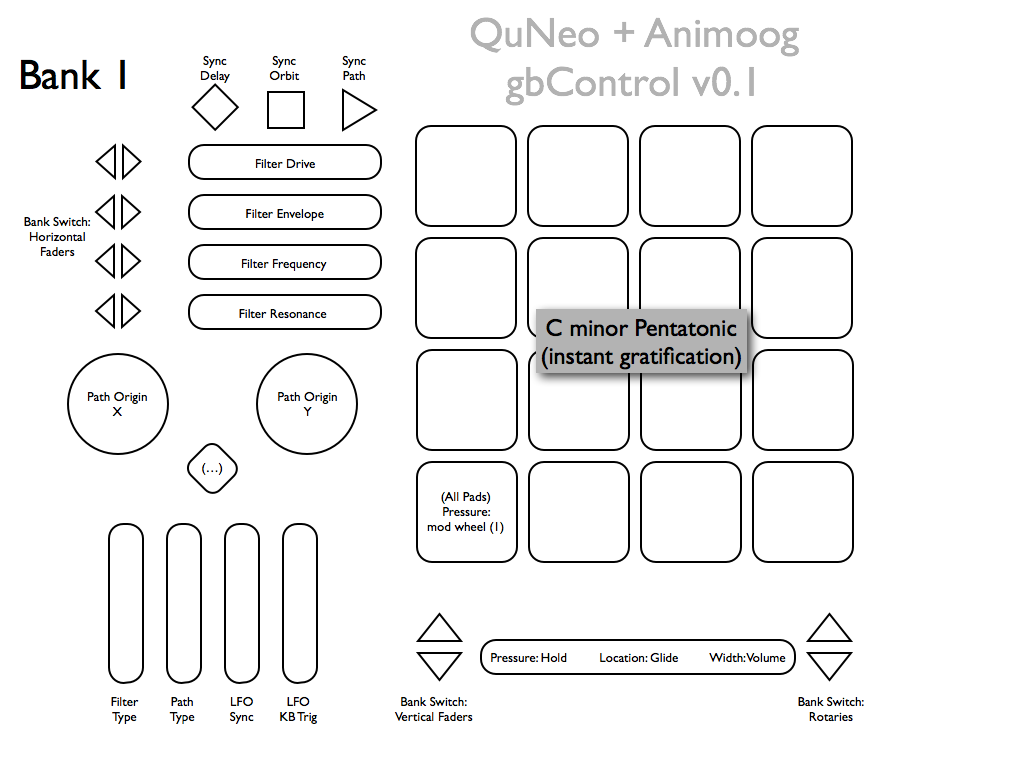 QuNeo + Animoog
gbControl v0.1
Bank 1
Sync
Delay
Sync
Orbit
Sync
Path
Filter Drive
Filter Envelope
Bank Switch:
Horizontal
Faders
Filter Frequency
Filter Resonance
C minor Pentatonic
(instant gratification)
Path Origin
X
Path Origin
Y
(...)
(All Pads)
Pressure:
mod wheel (1)
Pressure: Hold
Location: Glide
Width:Volume
Filter
Type
Path
Type
LFO
Sync
LFO
KB Trig
Bank Switch:
Vertical Faders
Bank Switch:
Rotaries